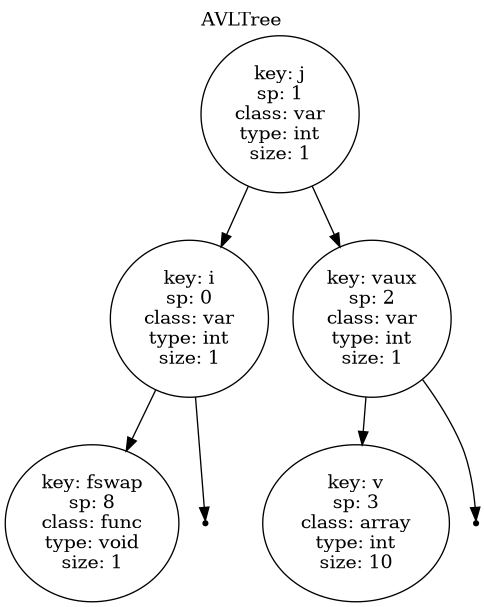 AVLTree
key: j
sp: 1
class: var
type: int
size: 1
key: i
sp: 0
class: var
type: int
size: 1
key: vaux
sp: 2
class: var
type: int
size: 1
key: fswap
sp: 8
class: func
type: void
size: 1
key: v
sp: 3
class: array
type: int
size: 10